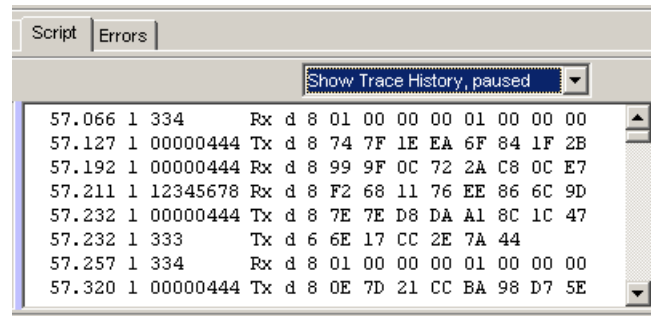 Script Errors
Show Trace History, paused
57.066 1 334 Rx d 8 01 00 00 00 01 00 00 00
57.127 1 00000444 Tx d 8 74 7F 1E EA 6F 84 1F 2B
57.192 1 00000444 Rx d 8 99 9F 0C 72 2A C8 0C E7
57.211 1 12345678 Rx d 8 F2 68 11 76 EE 86 6C 9D
57.232 1 00000444 Tx d 8 7E 7E D8 DA A1 8C 1C 47
57.232 1 333 Tx d 6 6E 17 CC 2E 7A 44
57.257 1 334 Rx d 8 01 00 00 00 01 00 00 00
57.320 1 00000444 Tx d 8 0E 7D 21 CC BA 98 D7 5E